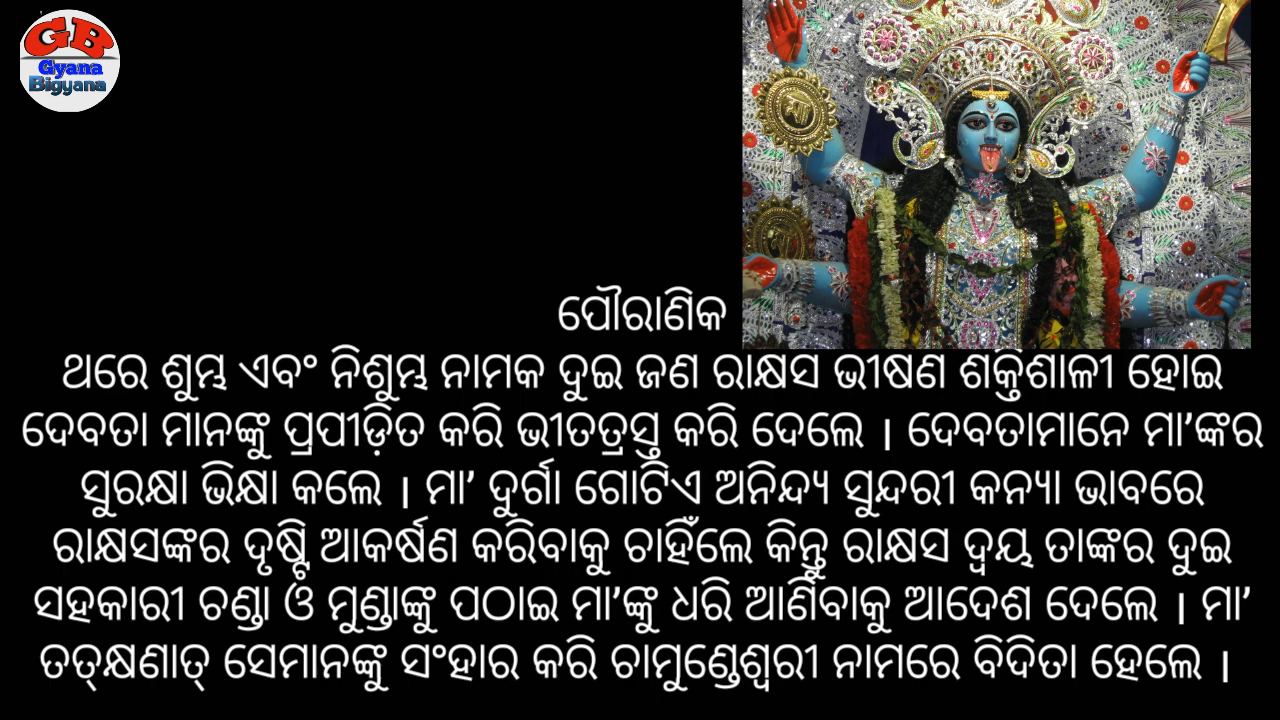 GB
Gyana
Bigyana
ପୌରାଣିକ
ଥରେ ଶୁମ୍ଭ ଏବଂ ନିଶୁମ୍ଭ ନାମକ ଦୁଇ ଜଣ ରାକ୍ଷସ ଭୀଷଣ ଶକ୍ତିଶାଳୀ ହୋଇ
ଦେବତା ମାନଙ୍କୁ ପ୍ରପୀଡ଼ିତ କରି ଭୀତତ୍ରସ୍ତ କରି ଦେଲେ |  ଦେବତାମାନେ ମା’ଙ୍କର
ସୁରକ୍ଷା ଭିକ୍ଷା କଲେ | ମା’ ଦୁର୍ଗା ଗୋଟିଏ ଅନିନ୍ଦ୍ୟ ସୁନ୍ଦରୀ କନ୍ୟା ଭାବରେ
ରାକ୍ଷସଙ୍କର ଦୃଷ୍ଟି ଆକର୍ଷଣ କରିବାକୁ ଚାହିଁଲେ କିନ୍ତୁ ରାକ୍ଷସ ଦ୍ୱୟ ତାଙ୍କର ଦୁଇ
ସହକାରୀ ଚଣ୍ଡା ଓ ମୁଣ୍ଡାଙ୍କୁ ପଠାଇ ମା’ଙ୍କୁ ଧରି ଆଣିବାକୁ ଆଦେଶ ଦେଲେ | ମା’
ତତ୍‌କ୍ଷଣାତ୍ ସେମାନଙ୍କୁ ସଂହାର କରି ଚାମୁଣ୍ଡେଶ୍ୱରୀ ନାମରେ ବିଦିତା ହେଲେ |